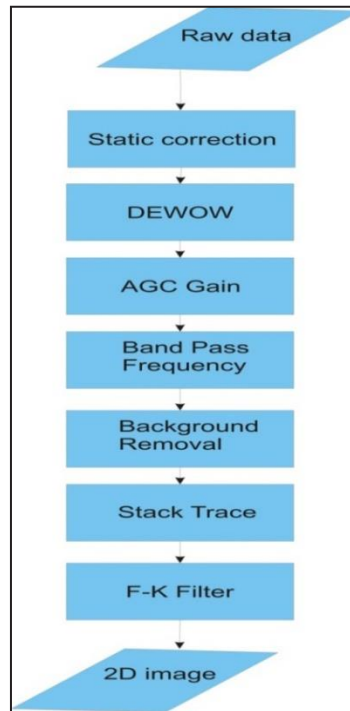 Raw data
Static correction
DEWOW
AGC Gain
Band Pass
Frequency
Background
Removal
Stack Trace
F-K Filter
2D image